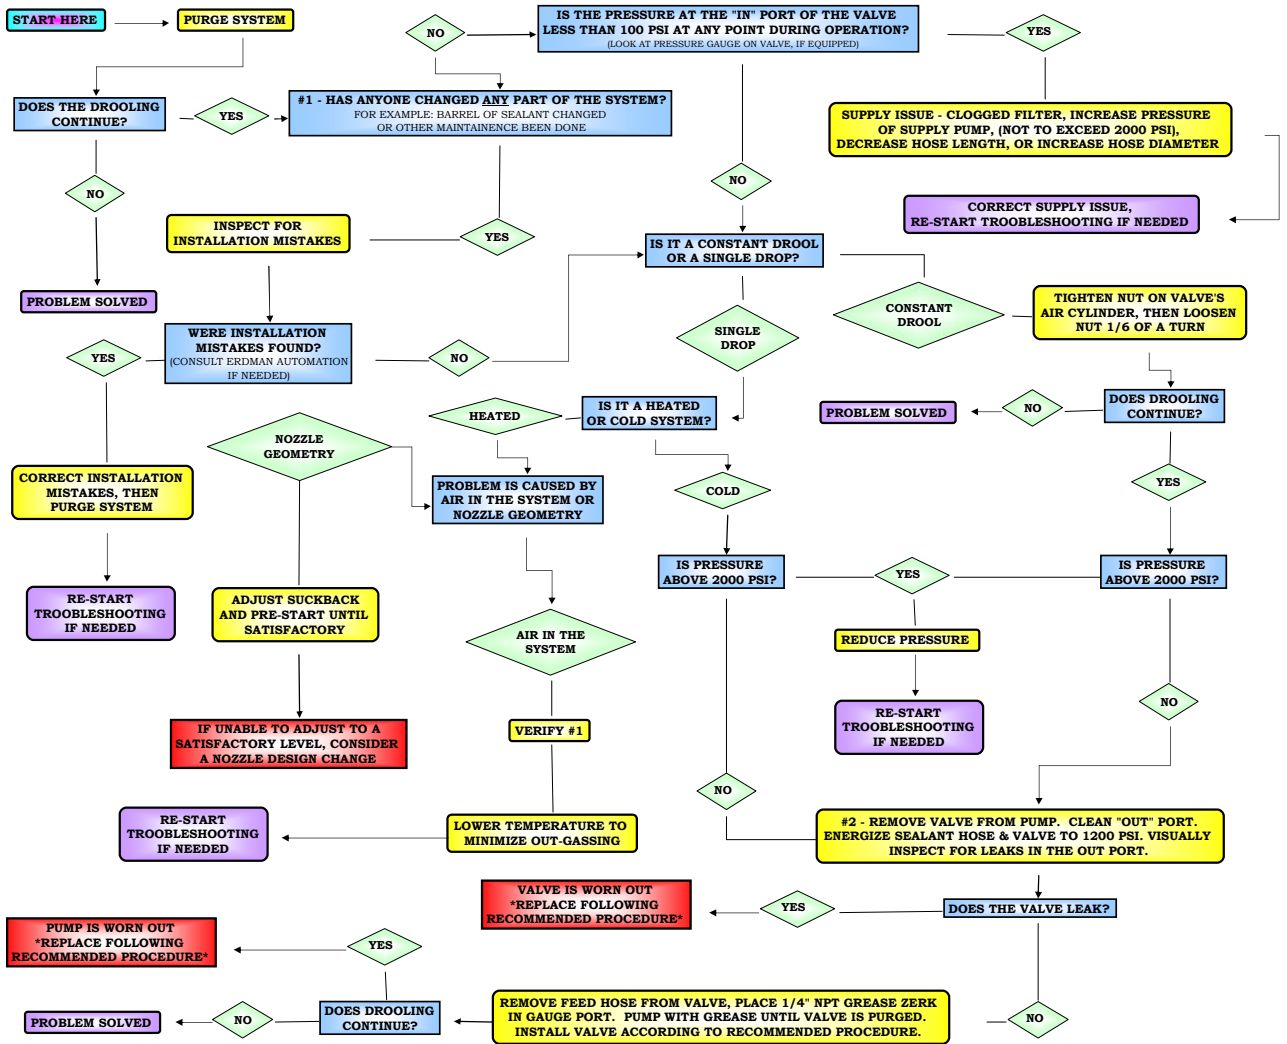 START HERE
PURGE SYSTEM
NO
IS THE PRESSURE AT THE "IN" PORT OF THE VALVE
LESS THAN 100 PSI AT ANY POINT DURING OPERATION?
(LOOK AT PRESSURE GAUGE ON VALVE, IF EQUIPPED)
YES
DOES THE DROOLING
CONTINUE?
YES
#1 - HAS ANYONE CHANGED ANY PART OF THE SYSTEM?
FOR EXAMPLE: BARREL OF SEALANT CHANGED
OR OTHER MAINTAINENCE BEEN DONE
SUPPLY ISSUE - CLOGGED FILTER, INCREASE PRESSURE
OF SUPPLY PUMP, (NOT TO EXCEED 2000 PSI),
DECREASE HOSE LENGTH, OR INCREASE HOSE DIAMETER
NO
NO
CORRECT SUPPLY ISSUE,
RE-START TROOBLESHOOTING IF NEEDED
INSPECT FOR
INSTALLATION MISTAKES
YES
IS IT A CONSTANT DROOL
OR A SINGLE DROP?
PROBLEM SOLVED
CONSTANT
DROOL
TIGHTEN NUT ON VALVE'S
AIR CYLINDER, THEN LOOSEN
NUT 1/6 OF A TURN
WERE INSTALLATION
MISTAKES FOUND?
(CONSULT ERDMAN AUTOMATION
IF NEEDED)
YES
NO
SINGLE
DROP
HEATED
IS IT A HEATED
OR COLD SYSTEM?
PROBLEM SOLVED
NO
DOES DROOLING
CONTINUE?
NOZZLE
GEOMETRY
CORRECT INSTALLATION
MISTAKES, THEN
PURGE SYSTEM
PROBLEM IS CAUSED BY
AIR IN THE SYSTEM OR
NOZZLE GEOMETRY
COLD
YES
IS PRESSURE
ABOVE 2000 PSI?
YES
IS PRESSURE
ABOVE 2000 PSI?
RE-START
TROOBLESHOOTING
IF NEEDED
ADJUST SUCKBACK
AND PRE-START UNTIL
SATISFACTORY
AIR IN THE
SYSTEM
REDUCE PRESSURE
NO
IF UNABLE TO ADJUST TO A
SATISFACTORY LEVEL, CONSIDER
A NOZZLE DESIGN CHANGE
VERIFY #1
RE-START
TROOBLESHOOTING
IF NEEDED
NO
RE-START
TROOBLESHOOTING
IF NEEDED
LOWER TEMPERATURE TO
MINIMIZE OUT-GASSING
#2 - REMOVE VALVE FROM PUMP. CLEAN "OUT" PORT.
ENERGIZE SEALANT HOSE & VALVE TO 1200 PSI. VISUALLY
INSPECT FOR LEAKS IN THE OUT PORT.
VALVE IS WORN OUT
*REPLACE FOLLOWING
RECOMMENDED PROCEDURE*
YES
DOES THE VALVE LEAK?
PUMP IS WORN OUT
*REPLACE FOLLOWING
RECOMMENDED PROCEDURE*
YES
PROBLEM SOLVED
NO
DOES DROOLING
CONTINUE?
REMOVE FEED HOSE FROM VALVE, PLACE 1/4" NPT GREASE ZERK
IN GAUGE PORT. PUMP WITH GREASE UNTIL VALVE IS PURGED.
INSTALL VALVE ACCORDING TO RECOMMENDED PROCEDURE.
NO